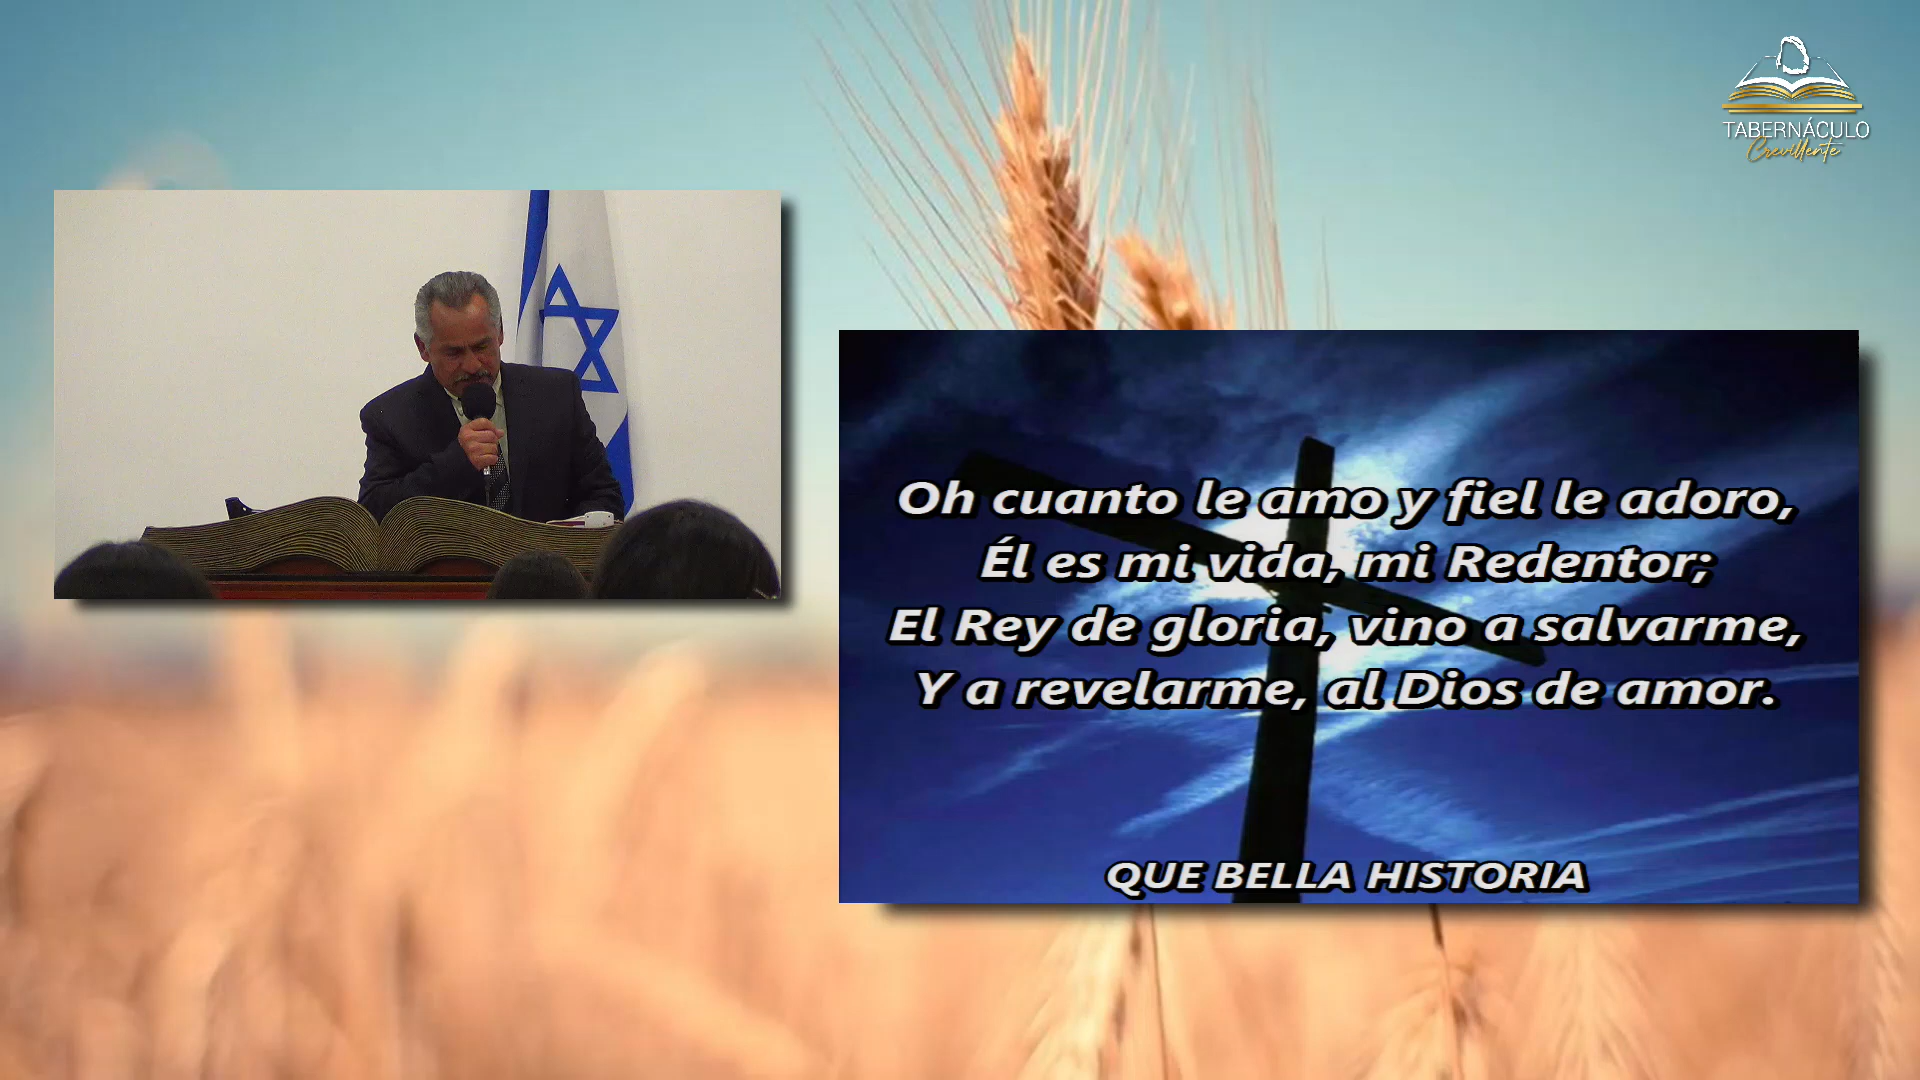 TABERNÁCULO
Crevillente
Oh cuanto le amo y fiel le adoro,
Él es mi vida, mi Redentor;
El Rey de gloria, vino a salvarme,
Y a revelarme, al Dios de amor.
QUE BELLA HISTORIA